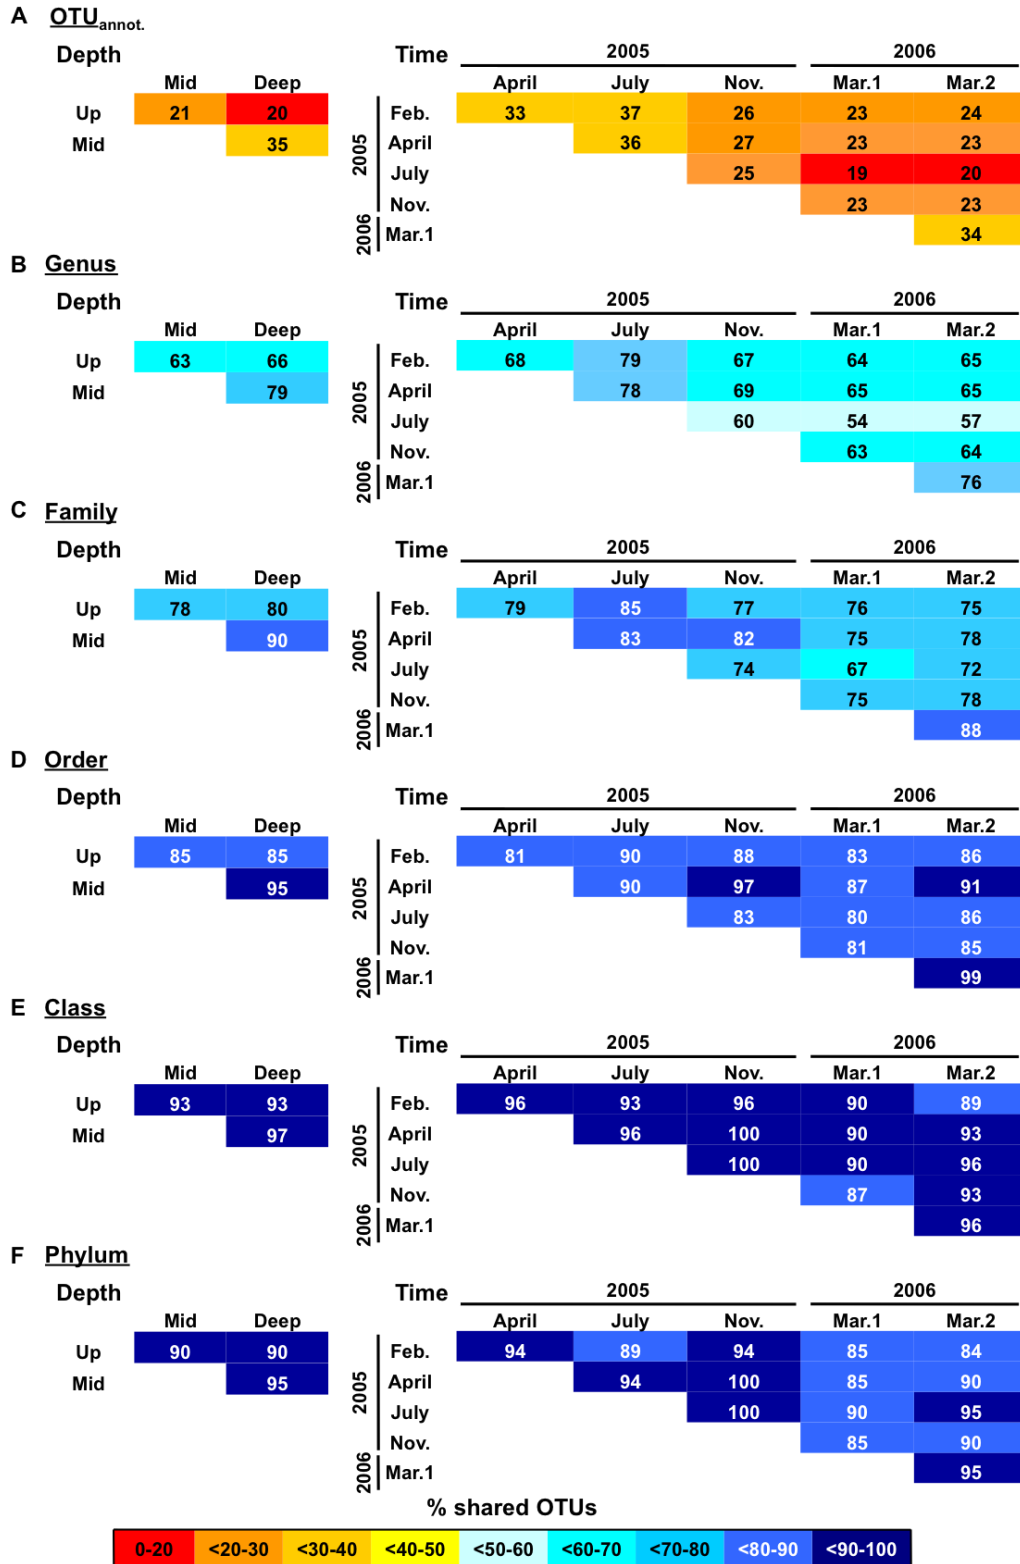 A OTUannot.
Depth Time 2005 2006
Mid Deep April July Nov. Mar.1 Mar.2
Up 21 20 Feb. 33 37 26 23 24
Mid 35 April 36 27 23 23
2005 July 25 19 20
Nov. 23 23
2006 Mar.1 34
B Genus
Depth Time 2005 2006
Mid Deep April July Nov. Mar.1 Mar.2
Up 63 66 Feb. 68 79 67 64 65
Mid 79 April 78 69 65 65
2005 July 60 54 57
Nov. 63 64
2006 Mar.1 76
C Family
Depth Time 2005 2006
Mid Deep April July Nov. Mar.1 Mar.2
Up 78 80 Feb. 79 85 77 76 75
Mid 90 April 83 82 75 78
2005 July 74 67 72
Nov. 75 78
2006 Mar.1 88
D Order
Depth Time 2005 2006
Mid Deep April July Nov. Mar.1 Mar.2
Up 85 85 Feb. 81 90 88 83 86
Mid 95 April 90 97 87 91
2005 July 83 80 86
Nov. 81 85
2006 Mar.1 99
E Class
Depth Time 2005 2006
Mid Deep April July Nov. Mar.1 Mar.2
Up 93 93 Feb. 96 93 96 90 89
Mid 97 April 96 100 90 93
2005 July 100 90 96
Nov. 87 93
2006 Mar.1 96
F Phylum
Depth Time 2005 2006
Mid Deep April July Nov. Mar.1 Mar.2
Up 90 90 Feb. 94 89 94 85 84
Mid 95 April 94 100 85 90
2005 July 100 90 95
Nov. 85 90
2006 Mar.1 95
% shared OTUs
0-20 <20-30 <30-40 <40-50 <50-60 <60-70 <70-80 <80-90 <90-100